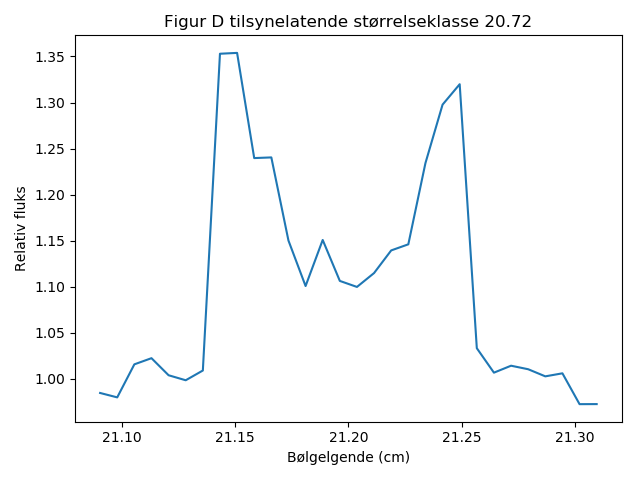 Figur D tilsynelatende størrelseklasse 20.72
Relativ fluks
1.35
1.30
1.25
1.20
1.15
1.10
1.05
1.00
21.10 21.15 21.20 21.25 21.30
Bølgelgende (cm)